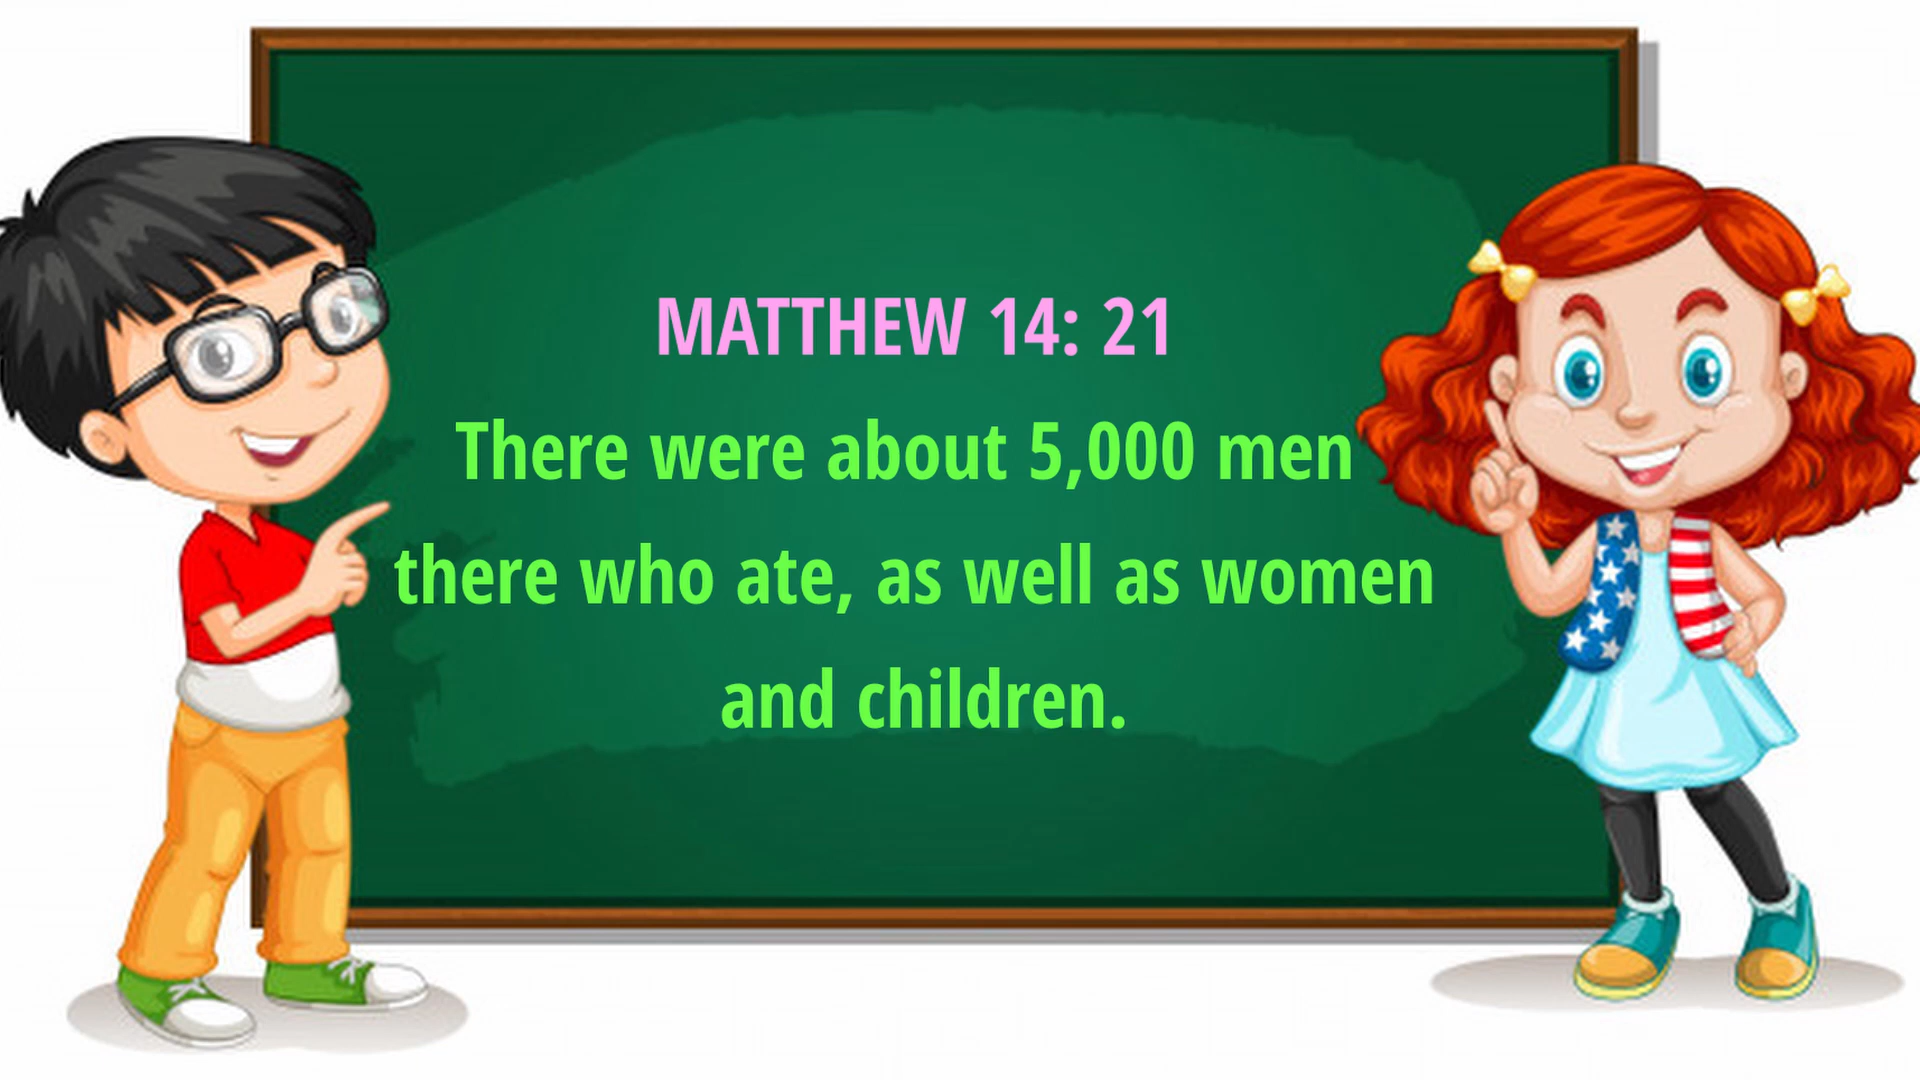 MATTHEW 14: 21
There were about 5,000 men
there who ate, as well as women
and children.